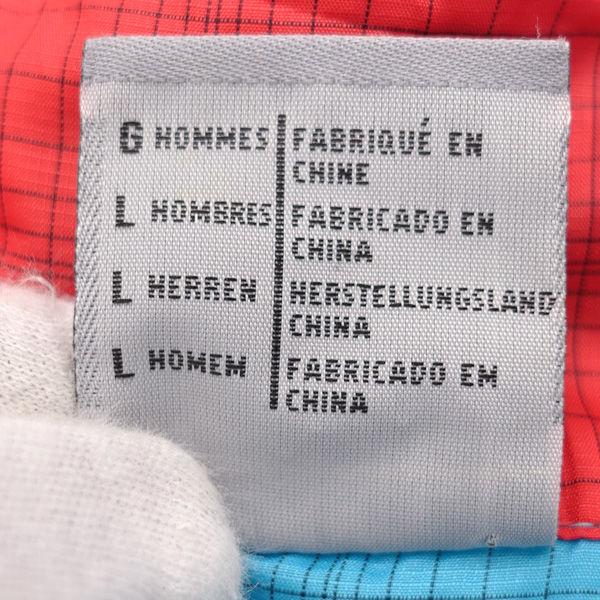 G HOMMES FABRIQUÉ EN
CHINE
L HOMBRES FABRICADO EN
CHINA
L HERREN HERSTELLUNGSLAND
CHINA
L HOMEM FABRICADO EM
CHINA